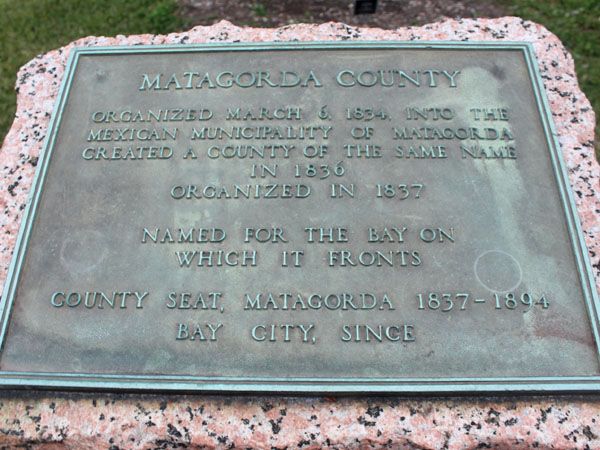 MATAGORDA COUNTY
ORGANIZED MARCH 6, 1834, INTO THE
MEXICAN MUNICIPALITY OF MATAGORDA
CREATED A COUNTY OF THE SAME NAME
IN 1836
ORGANIZED IN 1837
NAMED FOR THE BAY ON
WHICH IT FRONTS
COUNTY SEAT, MATAGORDA 1837-1894
BAY CITY, SINCE